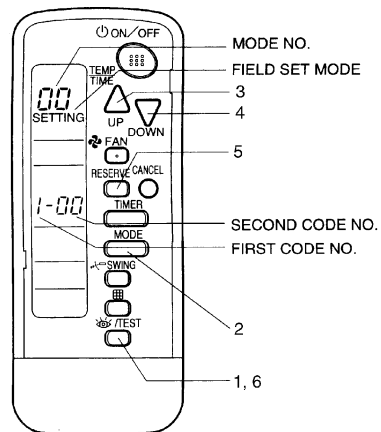 ON/OFF
MODE NO.
FIELD SET MODE
TEMP
TIME
00
SETTING
3
4
UP
DOWN
FAN
5
RESERVE CANCEL
TIMER
1-00
SECOND CODE NO.
FIRST CODE NO.
MODE
SWING
2
/TEST
1, 6